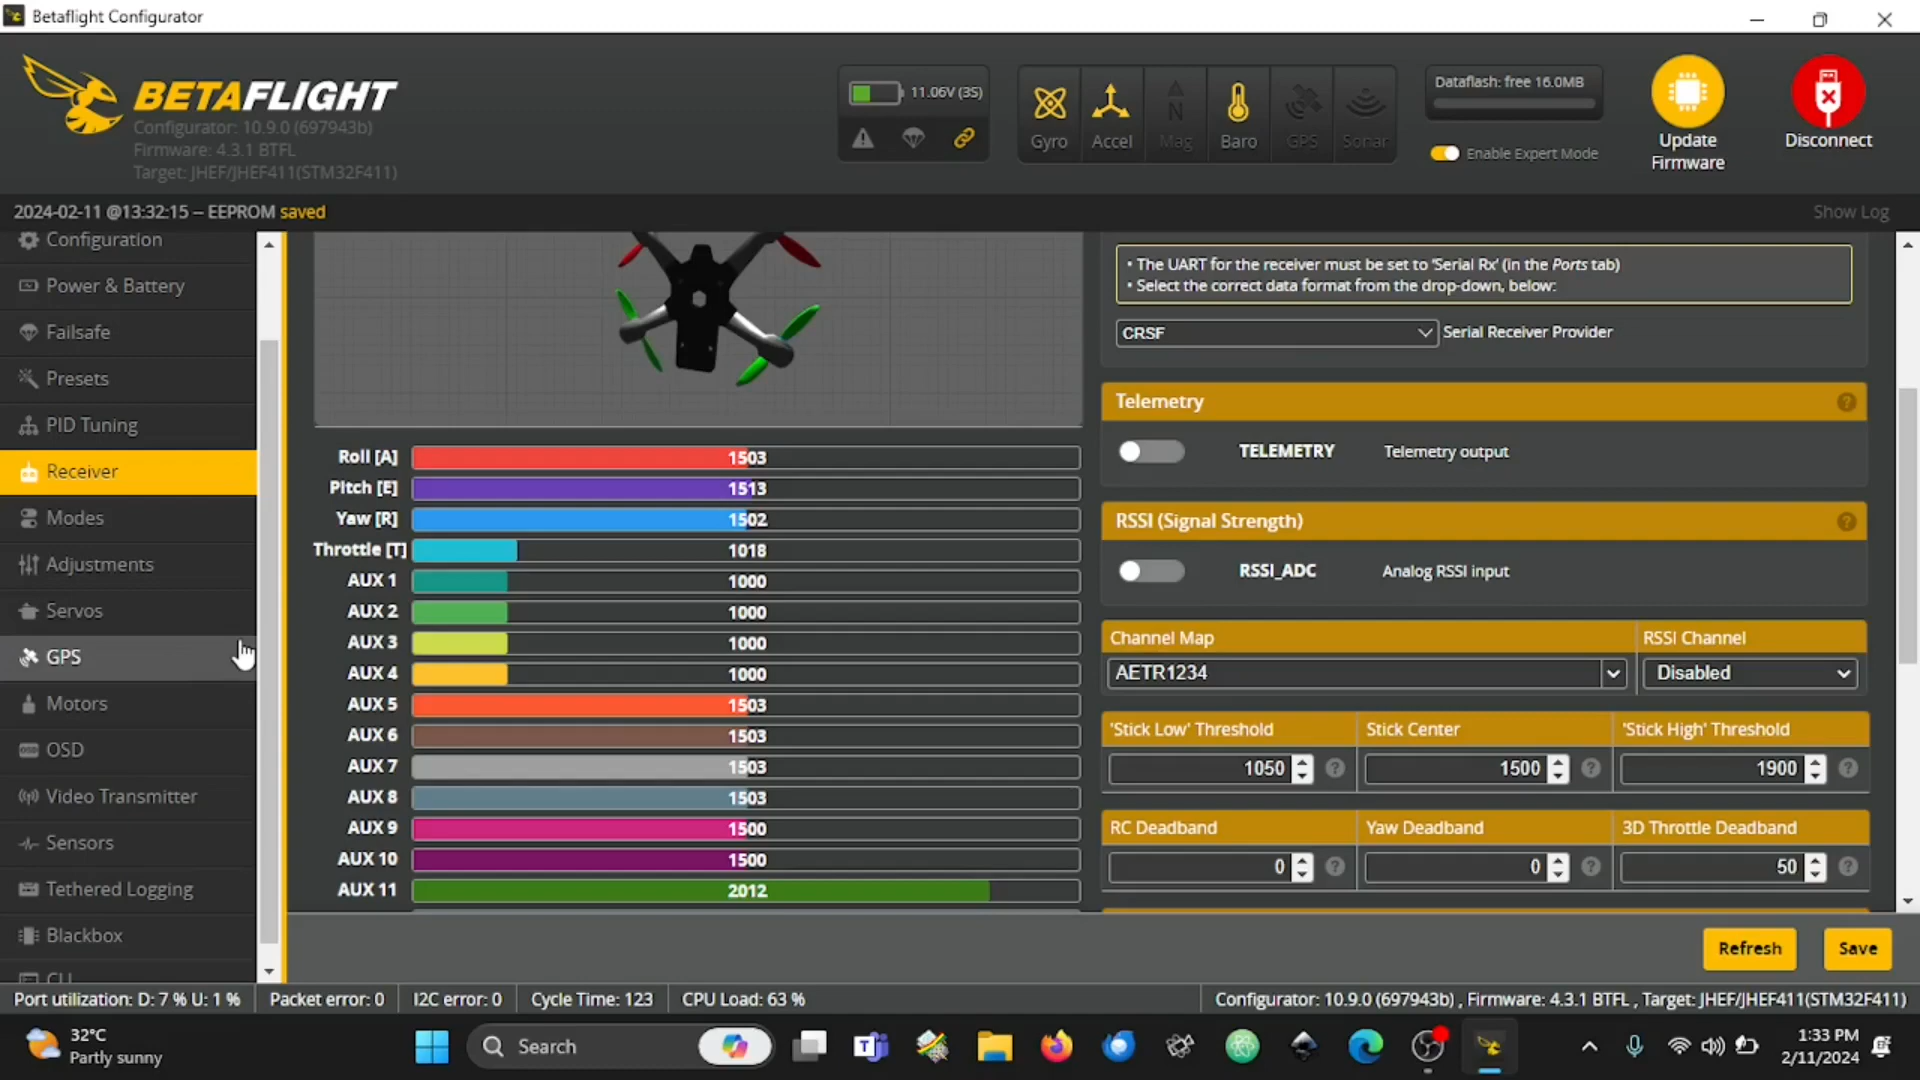 Betaflight Configurator
BETAFLIGHT
Configurator: 10.9.0 (697943b)
Firmware: 4.3.1 BTFL
Target: JHEF/JHEF411(STM32F411)
11.06V (3S)
Gyro
Accel
Mag
Baro
GPS
Sonar
Dataflash: free 16.0MB
Enable Expert Mode
Update
Firmware
Disconnect
2024-02-11 @13:32:15 – EEPROM saved
Show Log
Configuration
Power & Battery
Failsafe
Presets
PID Tuning
Receiver
Modes
Adjustments
Servos
GPS
Motors
OSD
Video Transmitter
Sensors
Tethered Logging
Blackbox
CLI
Roll [A] 1503
Pitch [E] 1513
Yaw [R] 1502
Throttle [T] 1018
AUX 1 1000
AUX 2 1000
AUX 3 1000
AUX 4 1000
AUX 5 1503
AUX 6 1503
AUX 7 1503
AUX 8 1503
AUX 9 1500
AUX 10 1500
AUX 11 2012
• The UART for the receiver must be set to 'Serial Rx' (in the Ports tab)
• Select the correct data format from the drop-down, below:
CRSF Serial Receiver Provider
Telemetry
TELEMETRY Telemetry output
RSSI (Signal Strength)
RSSI_ADC Analog RSSI input
Channel Map RSSI Channel
AETR1234 Disabled
'Stick Low' Threshold Stick Center 'Stick High' Threshold
1050 1500 1900
RC Deadband Yaw Deadband 3D Throttle Deadband
0 0 50
Refresh Save
Port utilization: D: 7 % U: 1 % Packet error: 0 I2C error: 0 Cycle Time: 123 CPU Load: 63 % Configurator: 10.9.0 (697943b) , Firmware: 4.3.1 BTFL , Target: JHEF/JHEF411(STM32F411)
32°C
Partly sunny
Search
1:33 PM
2/11/2024